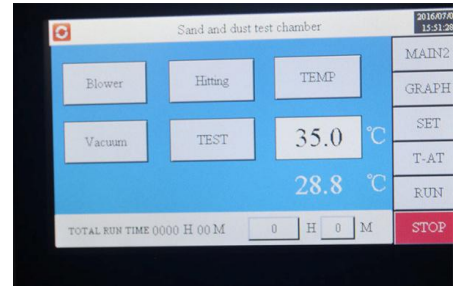 Sand and dust test chamber
2016/07/0
15:51:28
Blower
Hitting
TEMP
MAIN2
GRAPH
Vacuum
TEST
35.0 ℃
SET
T-AT
28.8 ℃
RUN
TOTAL RUN TIME 0000 H 00 M
0 H 0 M
STOP